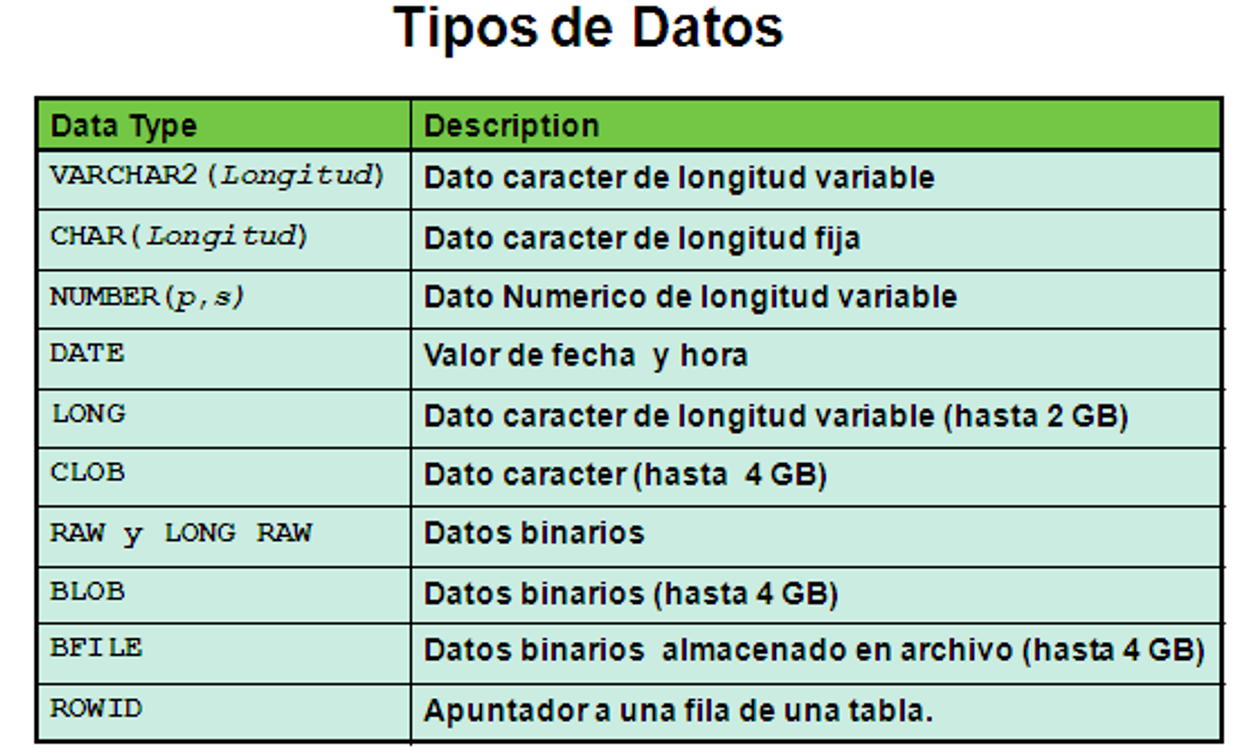 Tipos de Datos
Data Type Description
VARCHAR2(Longitud) Dato caracter de longitud variable
CHAR(Longitud) Dato caracter de longitud fija
NUMBER(p,s) Dato Numerico de longitud variable
DATE Valor de fecha y hora
LONG Dato caracter de longitud variable (hasta 2 GB)
CLOB Dato caracter (hasta 4 GB)
RAW y LONG RAW Datos binarios
BLOB Datos binarios (hasta 4 GB)
BFILE Datos binarios almacenado en archivo (hasta 4 GB)
ROWID Apuntador a una fila de una tabla.